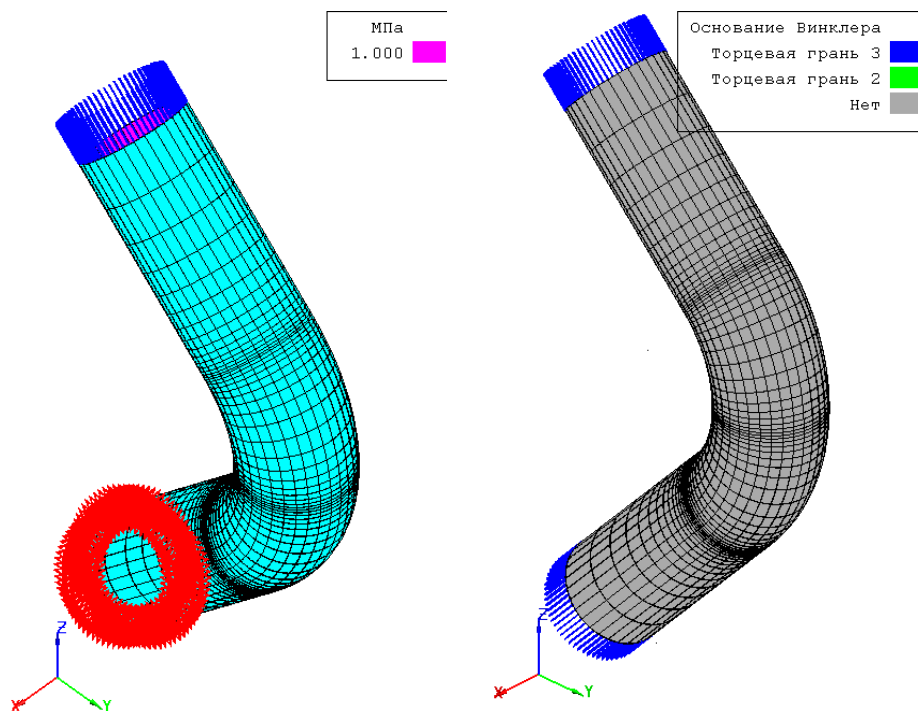 МПа
1.000
Z
X
Y
Основание Винклера
Торцевая грань 3
Торцевая грань 2
Нет
Z
X
Y